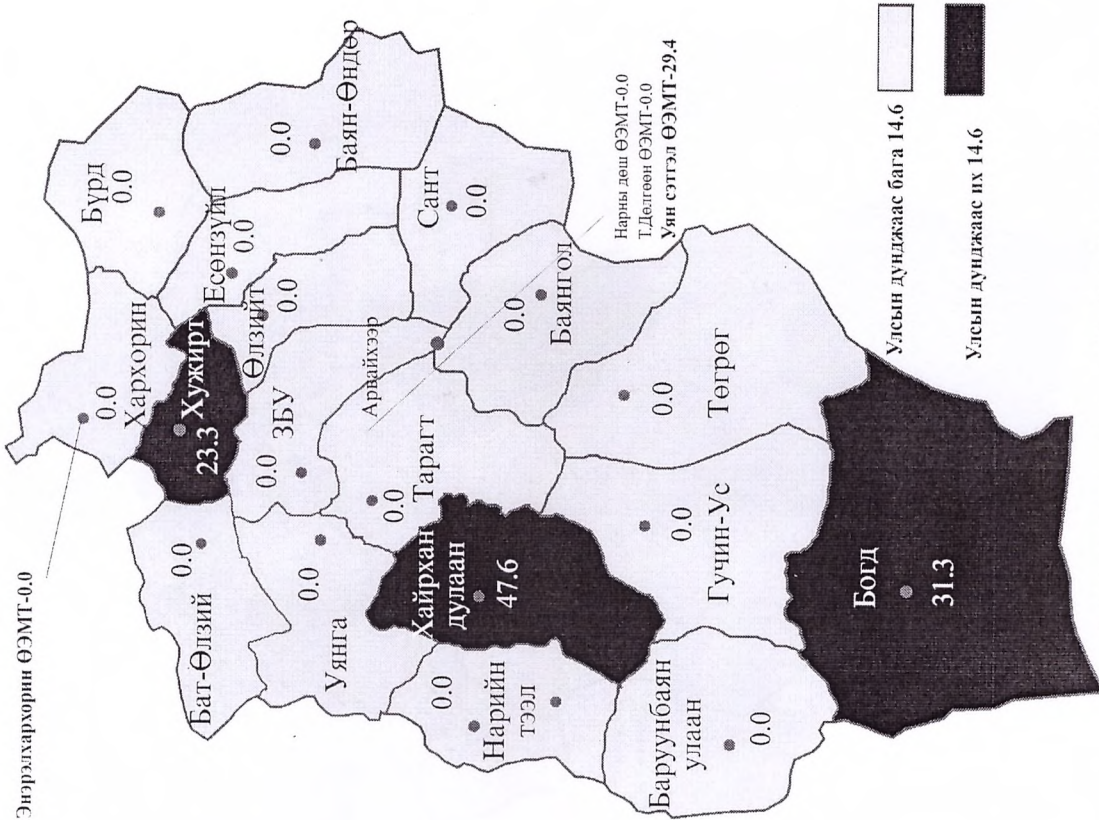 Энэрэлхархорин ӨЭМТ-0.0
Бүрд
0.0
Хархорин
0.0
Баян-Өндөр
0.0
Есөнзүйл
0.0
Хужирт
23.3
Өлзийт
0.0
Бат-Өлзий
0.0
ЗБУ
0.0
Сант
0.0
Уянга
0.0
Арвайхээр
Тарагт
0.0
Нарны дөш ӨЭМТ-0.0
Т.Дөлгөөн ӨЭМТ-0.0
Уян сэтгэл ӨЭМТ-29.4
Баянгол
0.0
Хайрхан
дулаан
47.6
Нарийн
тээл
0.0
Төгрөг
0.0
Гучин-Ус
0.0
Баруунбаян
улаан
0.0
Богд
31.3
Улсын дунджаас бага 14.6
Улсын дунджаас их 14.6